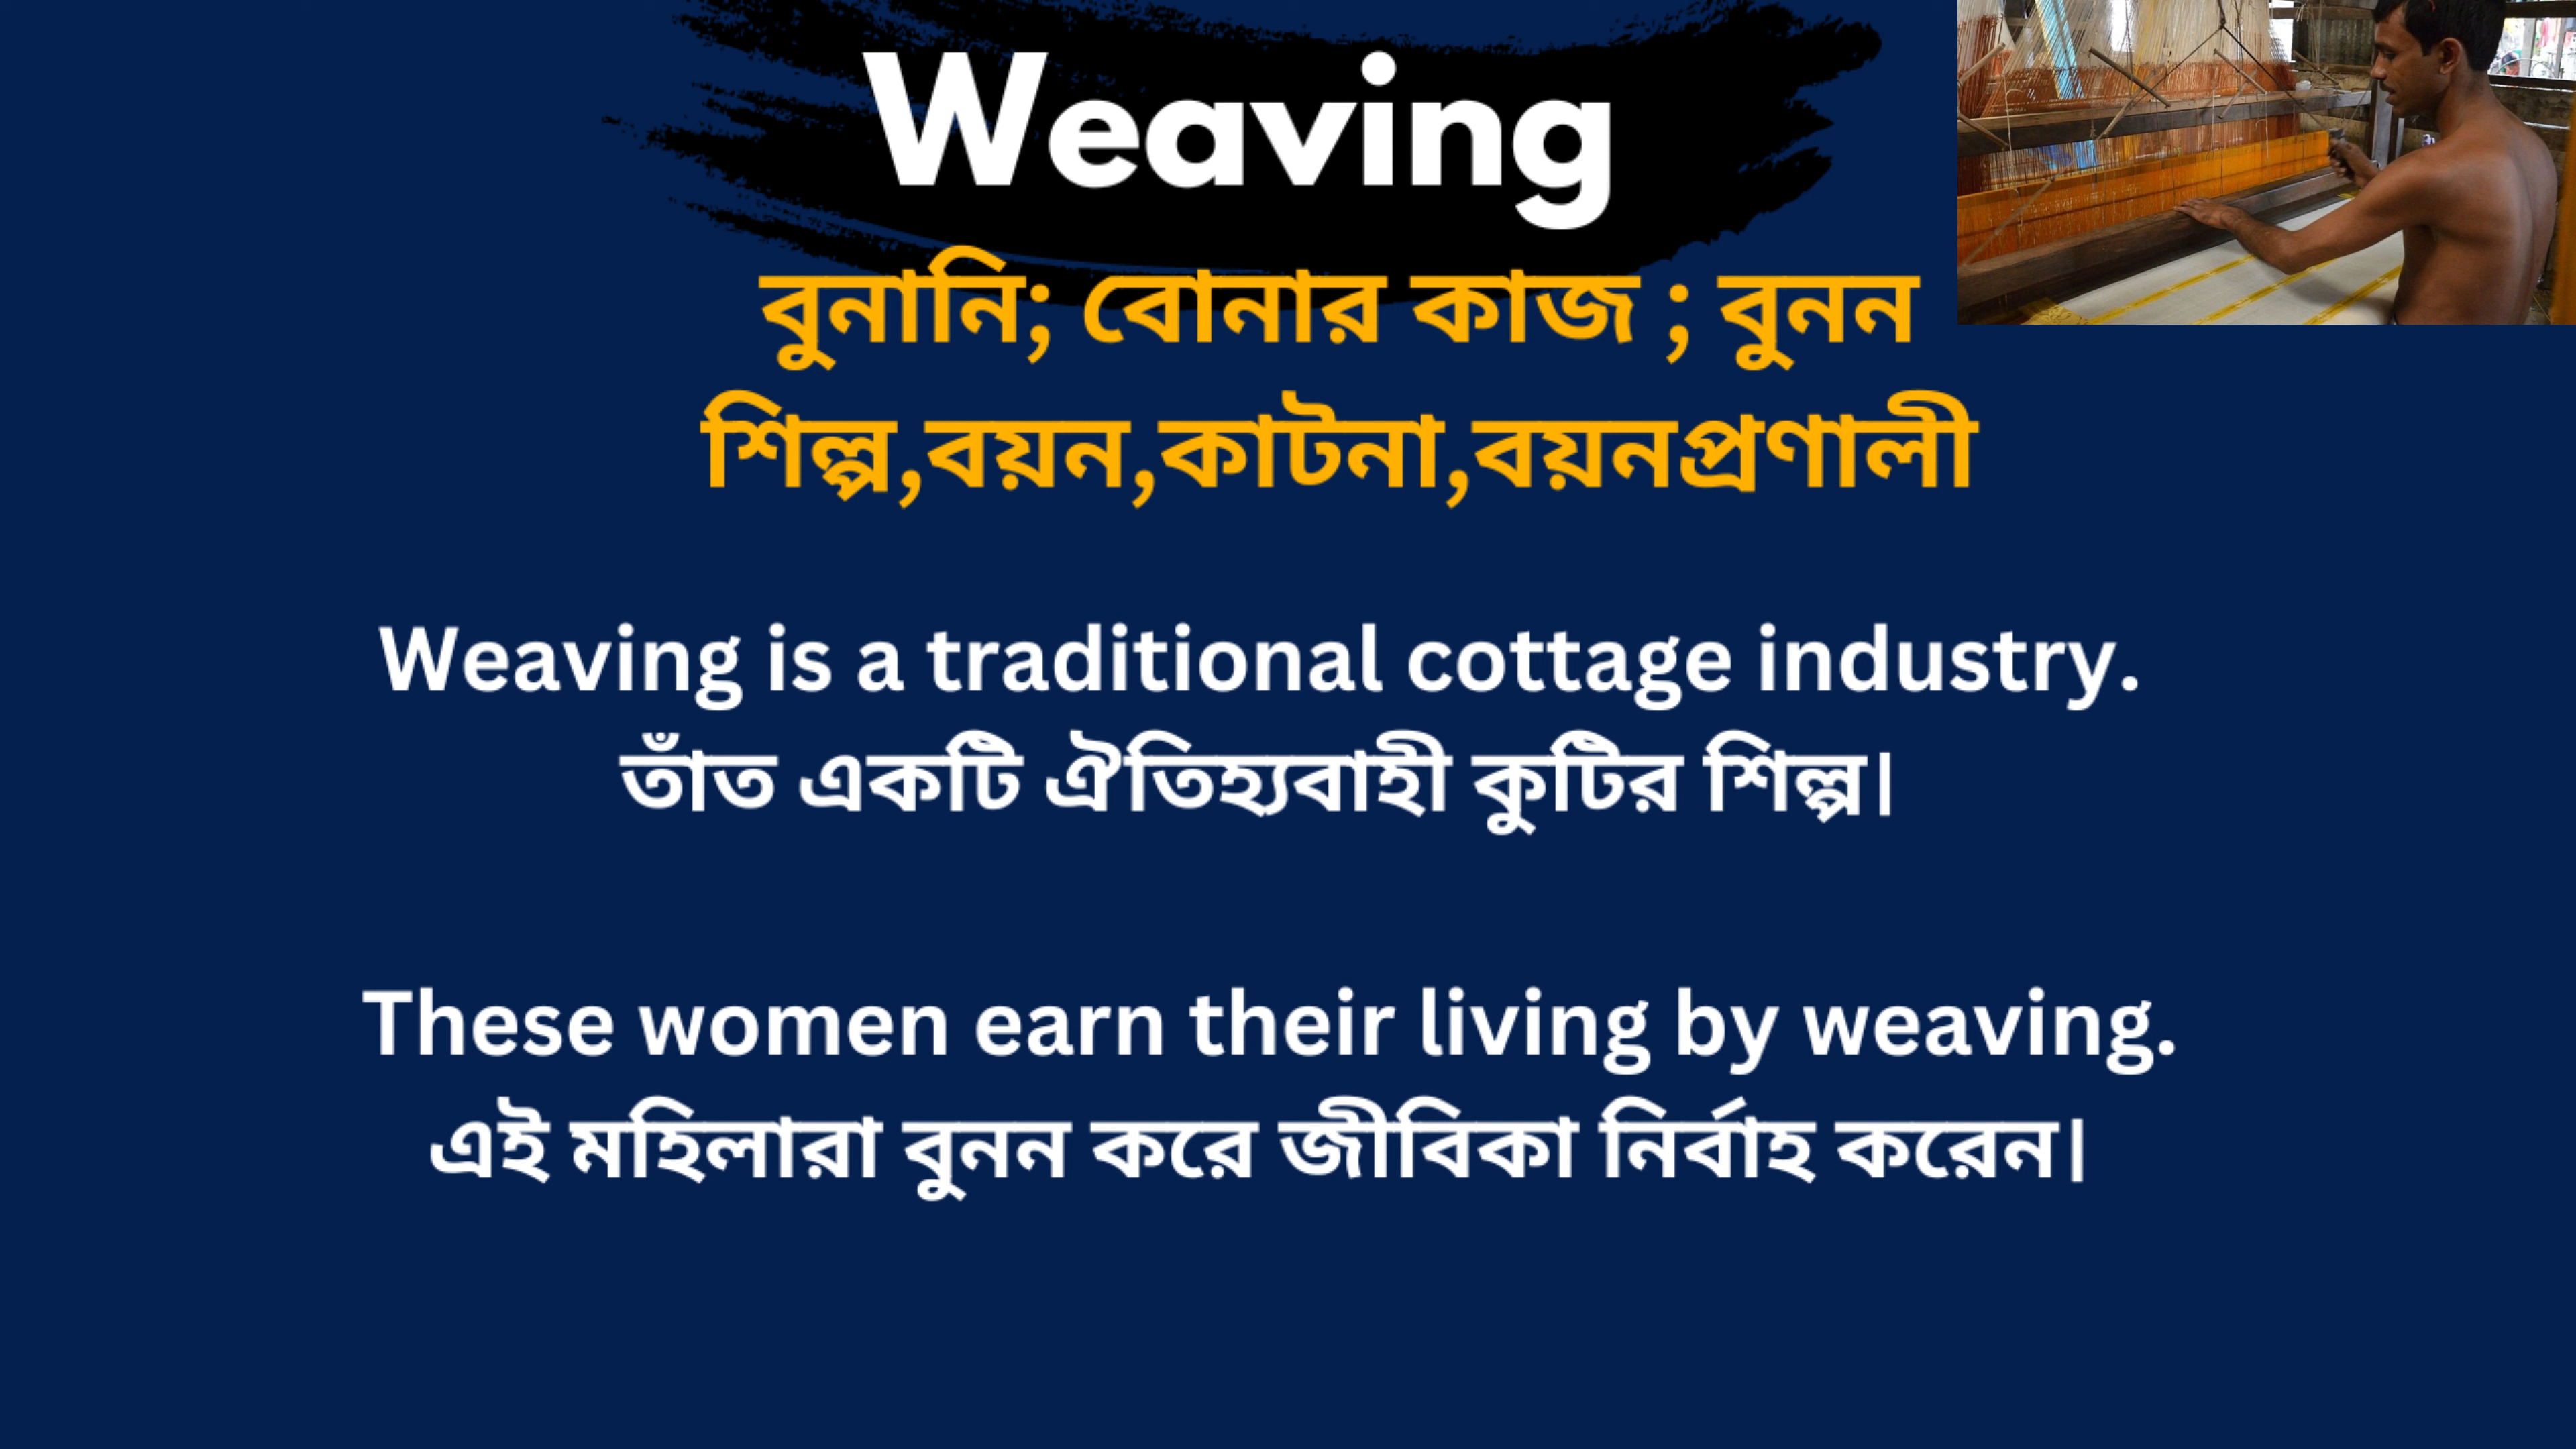 Weaving
বুনানি; বোনার কাজ ; বুনন
শিল্প,বয়ন,কাটনা,বয়নপ্রণালী
Weaving is a traditional cottage industry.
তাঁত একটি ঐতিহ্যবাহী কুটির শিল্প।
These women earn their living by weaving.
এই মহিলারা বুনন করে জীবিকা নির্বাহ করেন।